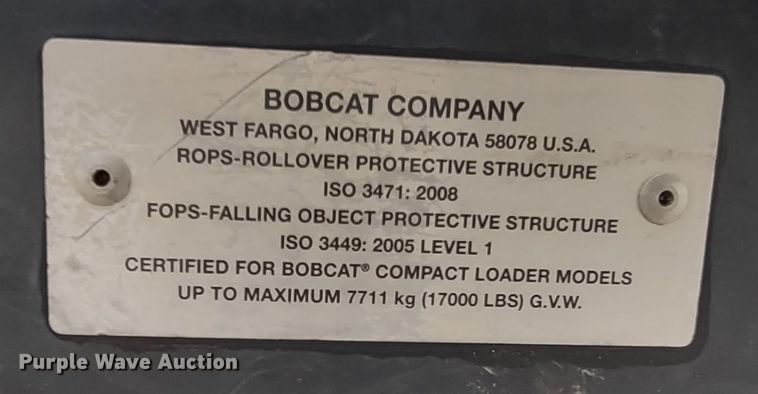 BOBCAT COMPANY
WEST FARGO, NORTH DAKOTA 58078 U.S.A.
ROPS-ROLLOVER PROTECTIVE STRUCTURE
ISO 3471: 2008
FOPS-FALLING OBJECT PROTECTIVE STRUCTURE
ISO 3449: 2005 LEVEL 1
CERTIFIED FOR BOBCAT® COMPACT LOADER MODELS
UP TO MAXIMUM 7711 kg (17000 LBS) G.V.W.
Purple Wave Auction